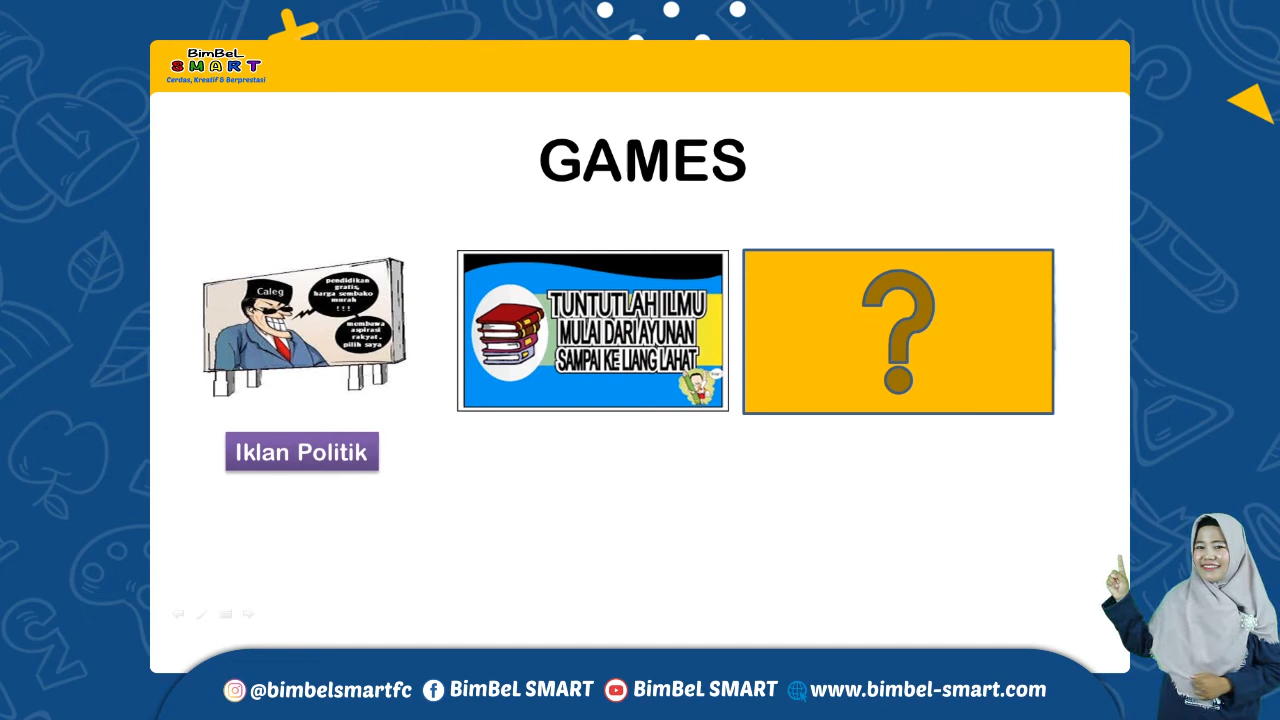 BimBeL
SMART
Cerdas, Kreatif & Berprestasi
GAMES
Caleg
pendidikan
gratis,
harga sembako
murah
!!!
membawa
aspirasi
rakyat.
pilih saya
TUNTUTLAH ILMU
MULAI DARI AYUNAN
SAMPAI KE LIANG LAHAT
?
Iklan Politik
@bimbelsmartfc BimBeL SMART BimBeL SMART www.bimbel-smart.com